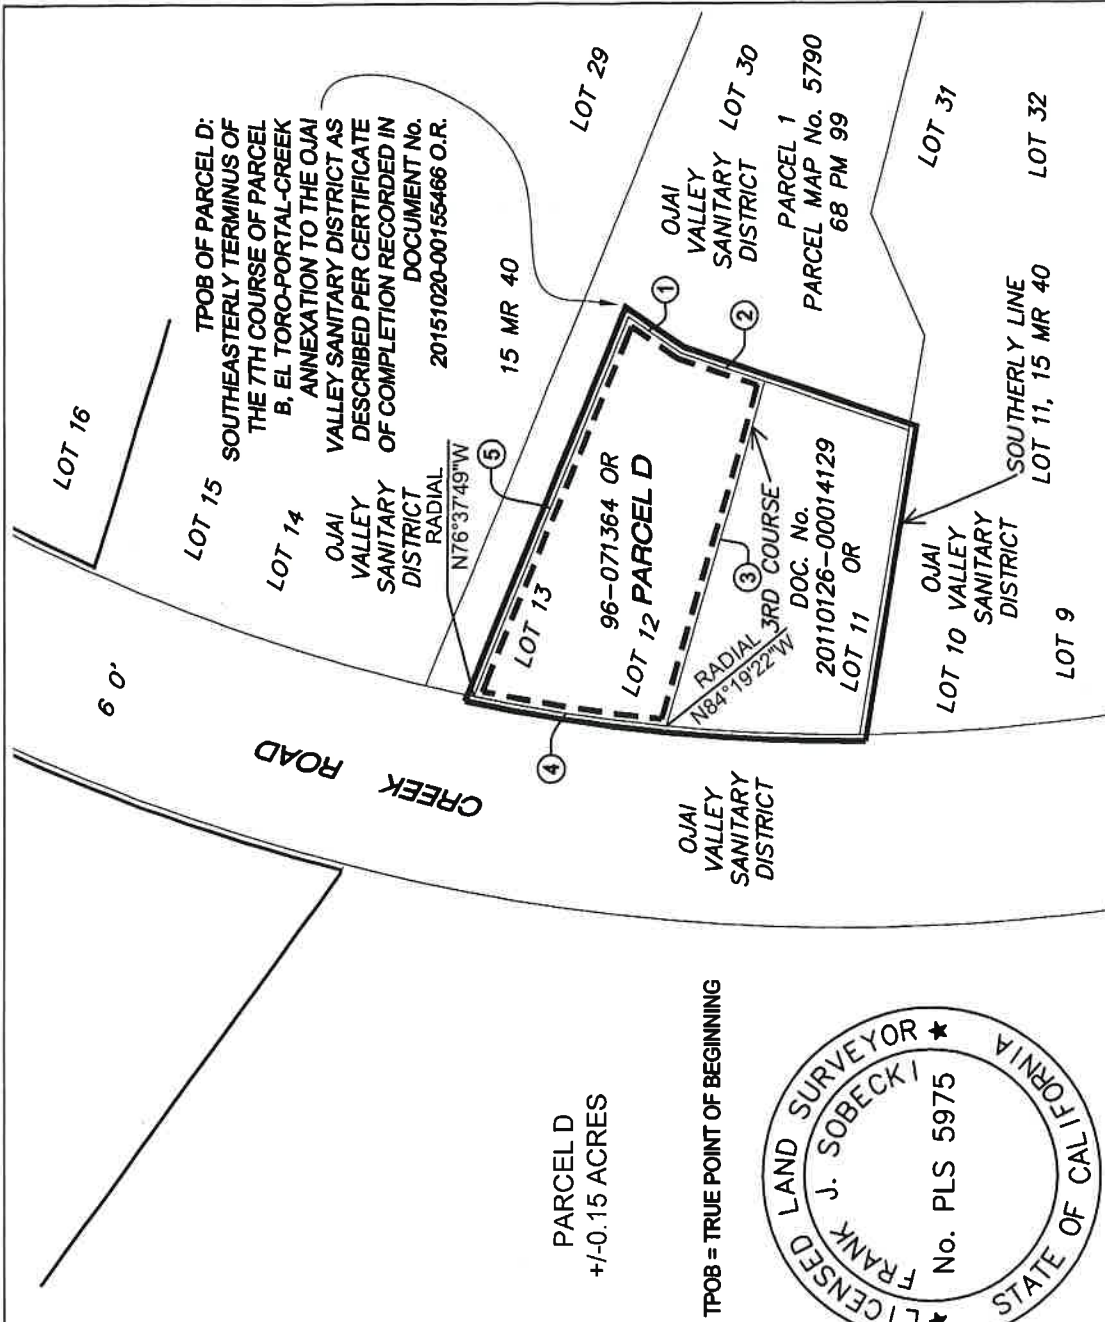 LOT 16
LOT 15
LOT 14
TPOB OF PARCEL D:
SOUTHEASTERLY TERMINUS OF
THE 7TH COURSE OF PARCEL
B, EL TORO-PORTAL-CREEK
ANNEXATION TO THE OJAI
VALLEY SANITARY DISTRICT AS
DESCRIBED PER CERTIFICATE
OF COMPLETION RECORDED IN
DOCUMENT No.
20151020-00155466 O.R.
15 MR 40
LOT 29
OJAI
VALLEY
SANITARY
DISTRICT
RADIAL
N76°37'49"W
60'
CREEK ROAD
LOT 30
OJAI
VALLEY
SANITARY
DISTRICT
PARCEL 1
PARCEL MAP No. 5790
68 PM 99
LOT 31
LOT 32
1
2
3
4
5
LOT 13
96-071364 OR
LOT 12 PARCEL D
3RD COURSE
RADIAL
N84°19'22"W
DOC. No.
20110126-00014129
OR
LOT 11
SOUTHERLY LINE
LOT 11, 15 MR 40
OJAI
VALLEY
SANITARY
DISTRICT
LOT 10
LOT 9
OJAI
VALLEY
SANITARY
DISTRICT
PARCEL D
+/-0.15 ACRES
TPOB = TRUE POINT OF BEGINNING
LICENSED LAND SURVEYOR
FRANK J. SOBECKI
No. PLS 5975
STATE OF CALIFORNIA